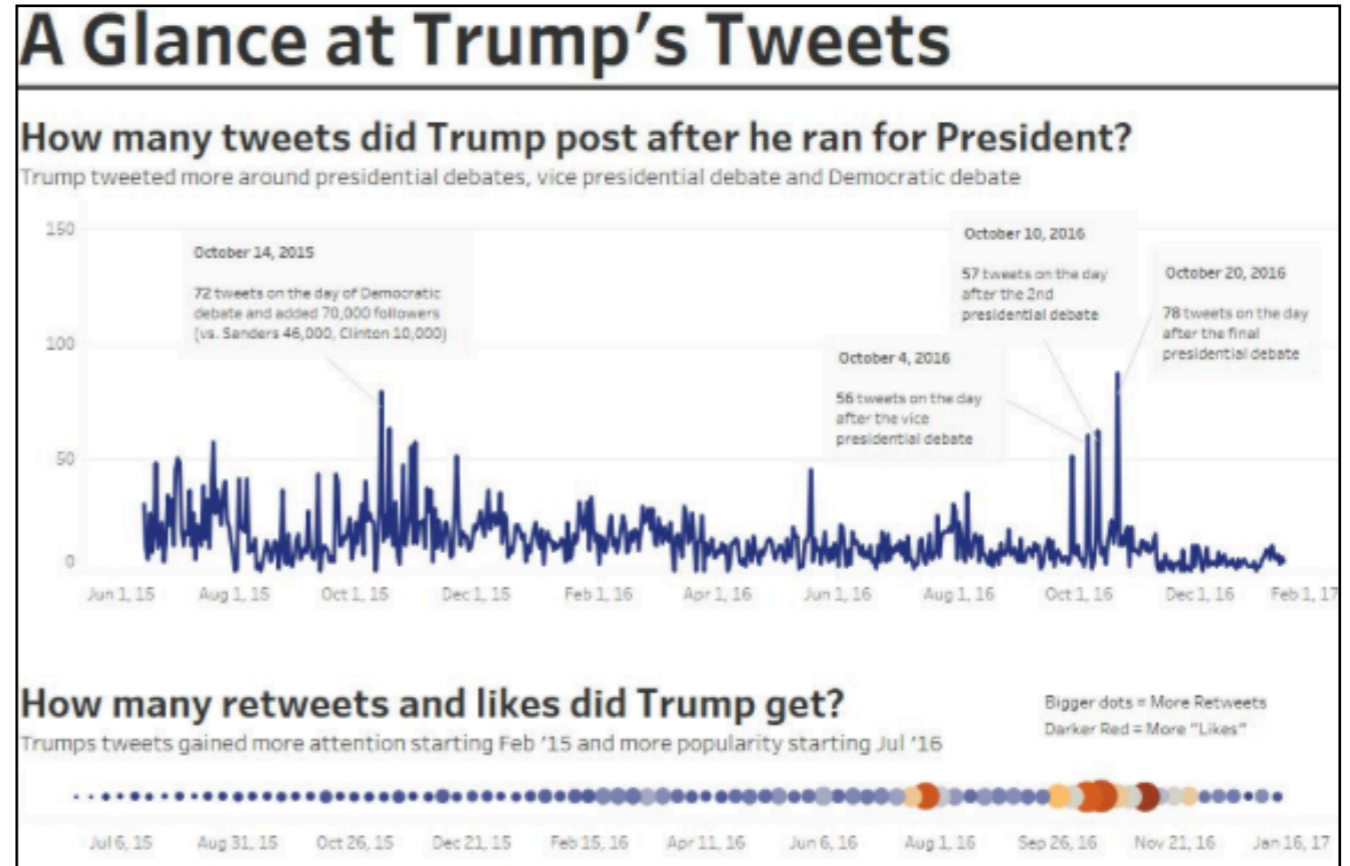 A Glance at Trump's Tweets
How many tweets did Trump post after he ran for President?
Trump tweeted more around presidential debates, vice presidential debate and Democratic debate
150
100
50
0
October 14, 2015
72 tweets on the day of Democratic
debate and added 70,000 followers
(vs. Sanders 46,000, Clinton 10,000)
October 4, 2016
56 tweets on the day
after the vice
presidential debate
October 10, 2016
57 tweets on the day
after the 2nd
presidential debate
October 20, 2016
78 tweets on the day
after the final
presidential debate
Jun 1, 15 Aug 1, 15 Oct 1, 15 Dec 1, 15 Feb 1, 16 Apr 1, 16 Jun 1, 16 Aug 1, 16 Oct 1, 16 Dec 1, 16 Feb 1, 17
How many retweets and likes did Trump get?
Trumps tweets gained more attention starting Feb '15 and more popularity starting Jul '16
Bigger dots = More Retweets
Darker Red = More "Likes"
Jul 6, 15 Aug 31, 15 Oct 26, 15 Dec 21, 15 Feb 15, 16 Apr 11, 16 Jun 6, 16 Aug 1, 16 Sep 26, 16 Nov 21, 16 Jan 16, 17